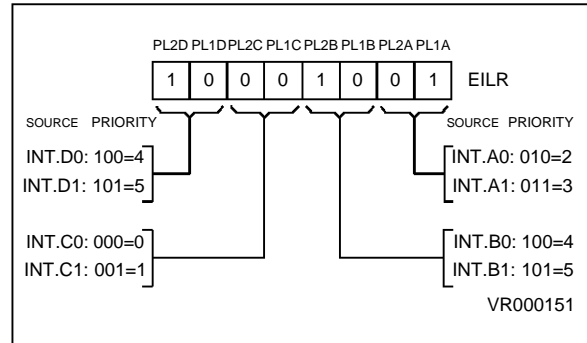 PL2D PL1D PL2C PL1C PL2B PL1B PL2A PL1A
1 0 0 0 1 0 0 1 EILR
SOURCE PRIORITY SOURCE PRIORITY
INT.D0: 100=4 INT.A0: 010=2
INT.D1: 101=5 INT.A1: 011=3
INT.C0: 000=0 INT.B0: 100=4
INT.C1: 001=1 INT.B1: 101=5
VR000151